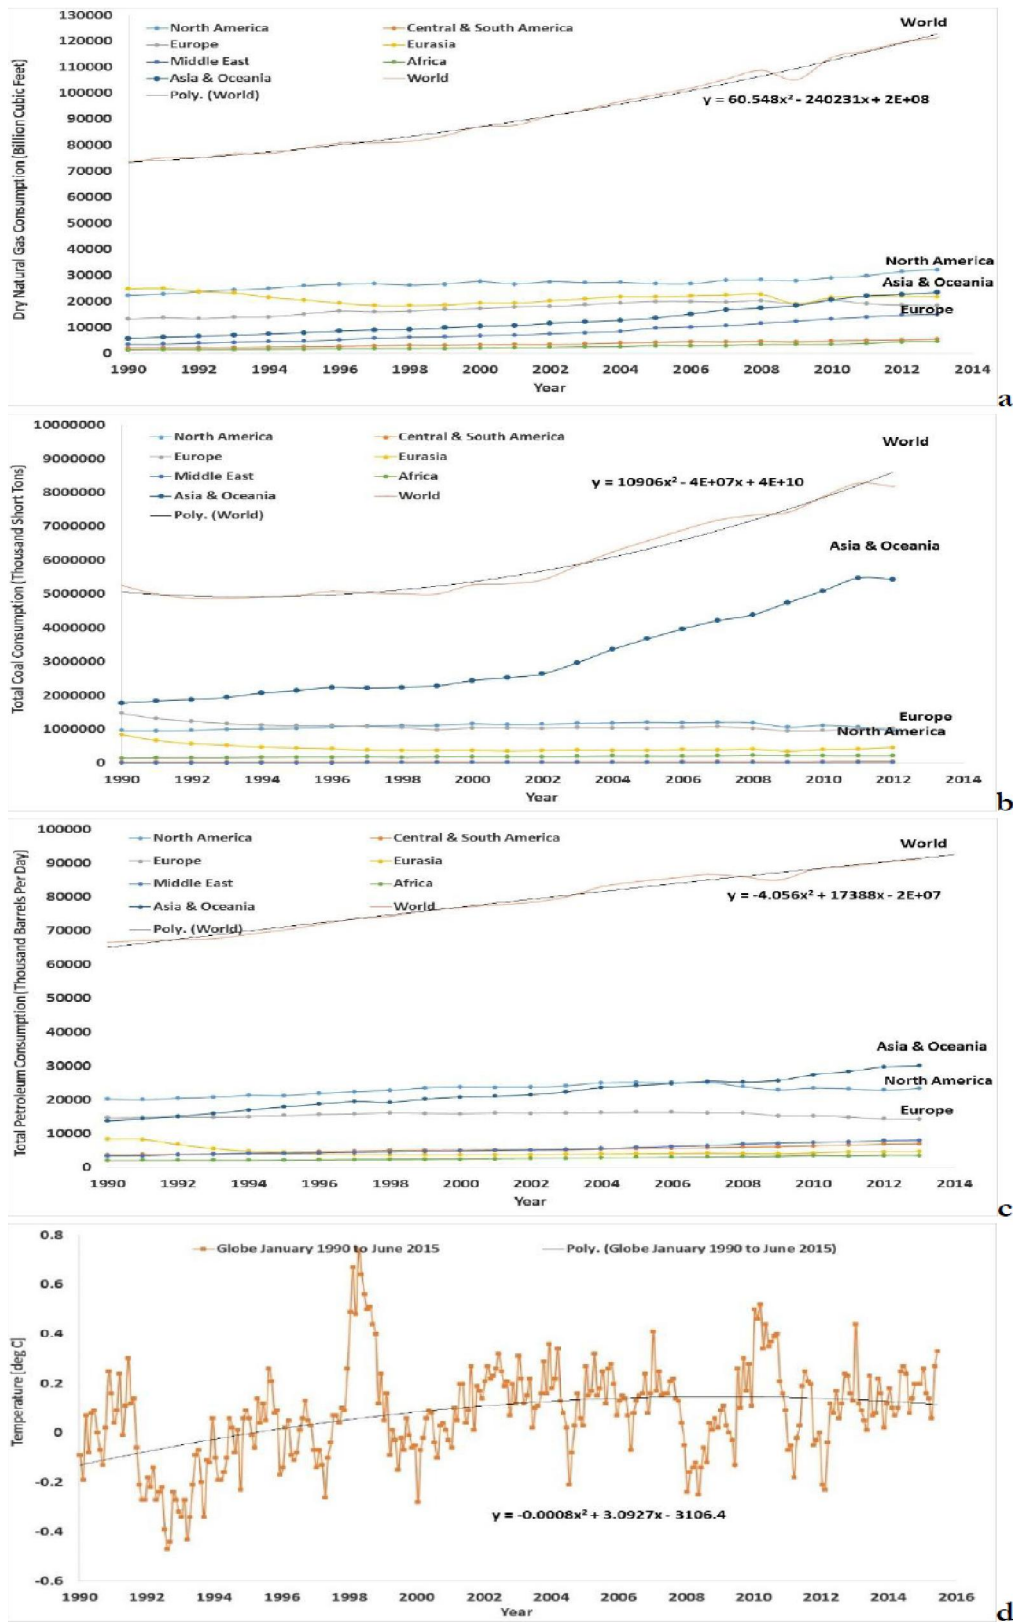 130000
120000
110000
100000
90000
80000
70000
60000
50000
40000
30000
20000
10000
0
Dry Natural Gas Consumption [Billion Cubic Feet]
North America
Central & South America
Europe
Eurasia
Middle East
Africa
Asia & Oceania
World
Poly. (World)
World
y = 60.548x² - 240231x + 2E+08
North America
Asia & Oceania
Europe
1990 1992 1994 1996 1998 2000 2002 2004 2006 2008 2010 2012 2014
Year
a
10000000
9000000
8000000
7000000
6000000
5000000
4000000
3000000
2000000
1000000
0
Total Coal Consumption [Thousand Short Tons]
North America
Central & South America
Europe
Eurasia
Middle East
Africa
Asia & Oceania
World
Poly. (World)
World
y = 10906x² - 4E+07x + 4E+10
Asia & Oceania
Europe
North America
1990 1992 1994 1996 1998 2000 2002 2004 2006 2008 2010 2012 2014
Year
b
100000
90000
80000
70000
60000
50000
40000
30000
20000
10000
0
Total Petroleum Consumption [Thousand Barrels Per Day]
North America
Central & South America
Europe
Eurasia
Middle East
Africa
Asia & Oceania
World
Poly. (World)
World
y = -4.056x² + 17388x - 2E+07
Asia & Oceania
North America
Europe
1990 1992 1994 1996 1998 2000 2002 2004 2006 2008 2010 2012 2014
Year
c
0.8
0.6
0.4
0.2
0
-0.2
-0.4
-0.6
Temperature [deg C]
Globe January 1990 to June 2015
Poly. (Globe January 1990 to June 2015)
y = -0.0008x² + 3.0927x - 3106.4
1990 1992 1994 1996 1998 2000 2002 2004 2006 2008 2010 2012 2014 2016
Year
d